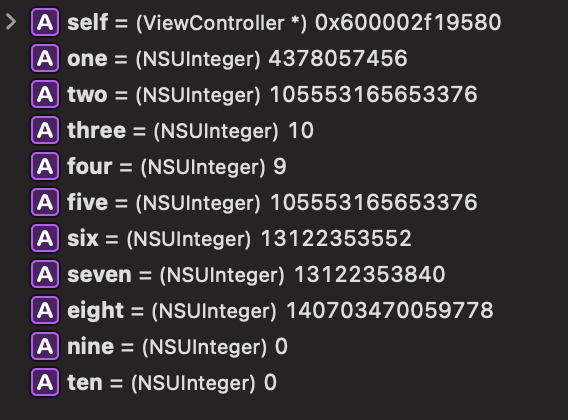 A self = (ViewController *) 0x600002f19580
A one = (NSUInteger) 4378057456
A two = (NSUInteger) 105553165653376
A three = (NSUInteger) 10
A four = (NSUInteger) 9
A five = (NSUInteger) 105553165653376
A six = (NSUInteger) 13122353552
A seven = (NSUInteger) 13122353840
A eight = (NSUInteger) 140703470059778
A nine = (NSUInteger) 0
A ten = (NSUInteger) 0